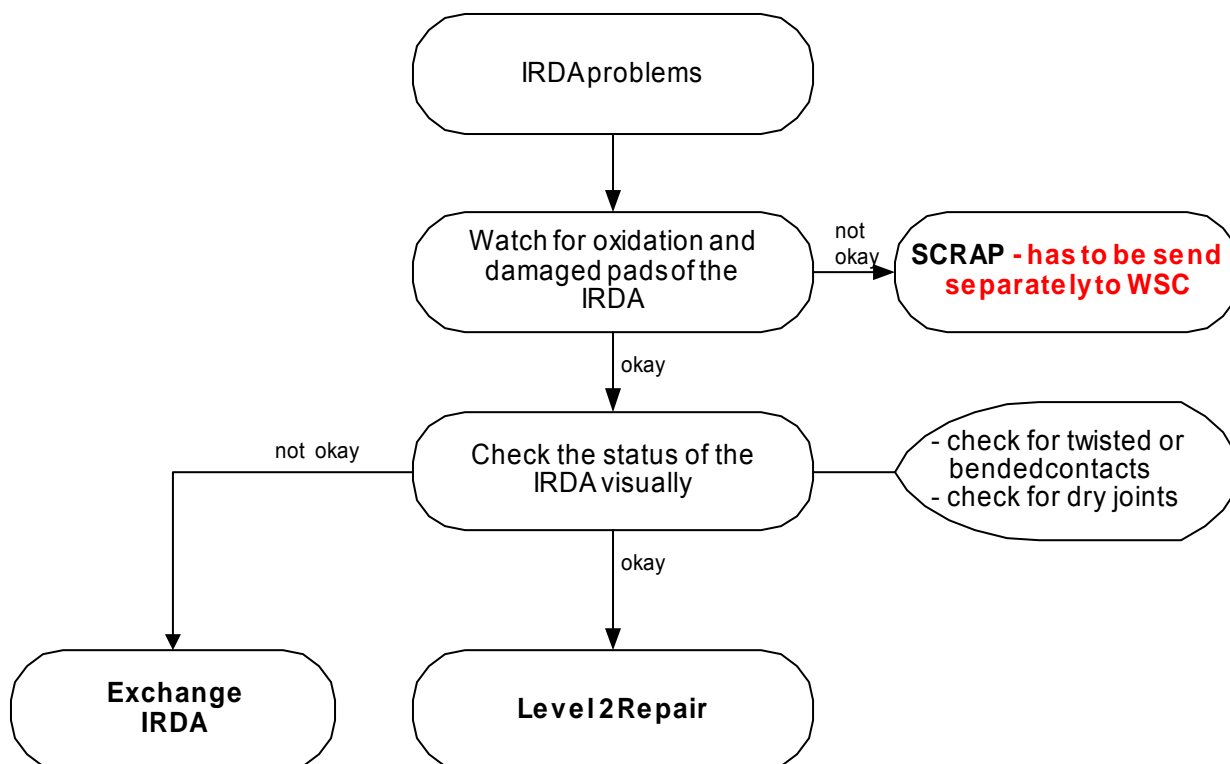 IRDA problems
Watch for oxidation and
damaged pads of the
IRDA
not
okay
SCRAP - has to be send
separately to WSC
okay
Check the status of the
IRDA visually
not okay
- check for twisted or
bended contacts
- check for dry joints
okay
Exchange
IRDA
Level 2 Repair